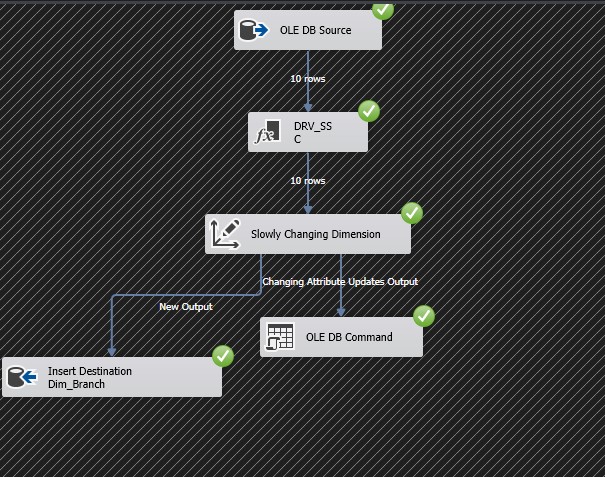 OLE DB Source
10 rows
fx
DRV_SS
C
10 rows
Slowly Changing Dimension
Changing Attribute Updates Output
New Output
OLE DB Command
Insert Destination
Dim_Branch